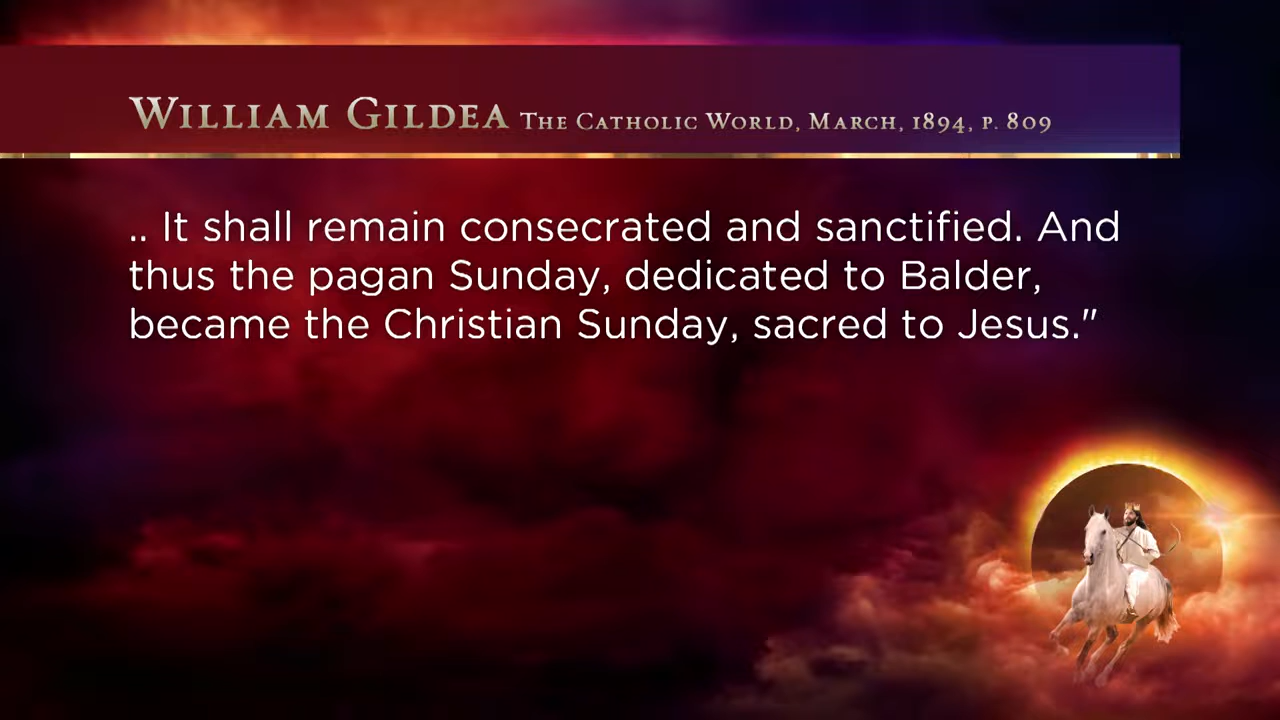 William Gildea The Catholic World, March, 1894, p. 809
.. It shall remain consecrated and sanctified. And
thus the pagan Sunday, dedicated to Balder,
became the Christian Sunday, sacred to Jesus."